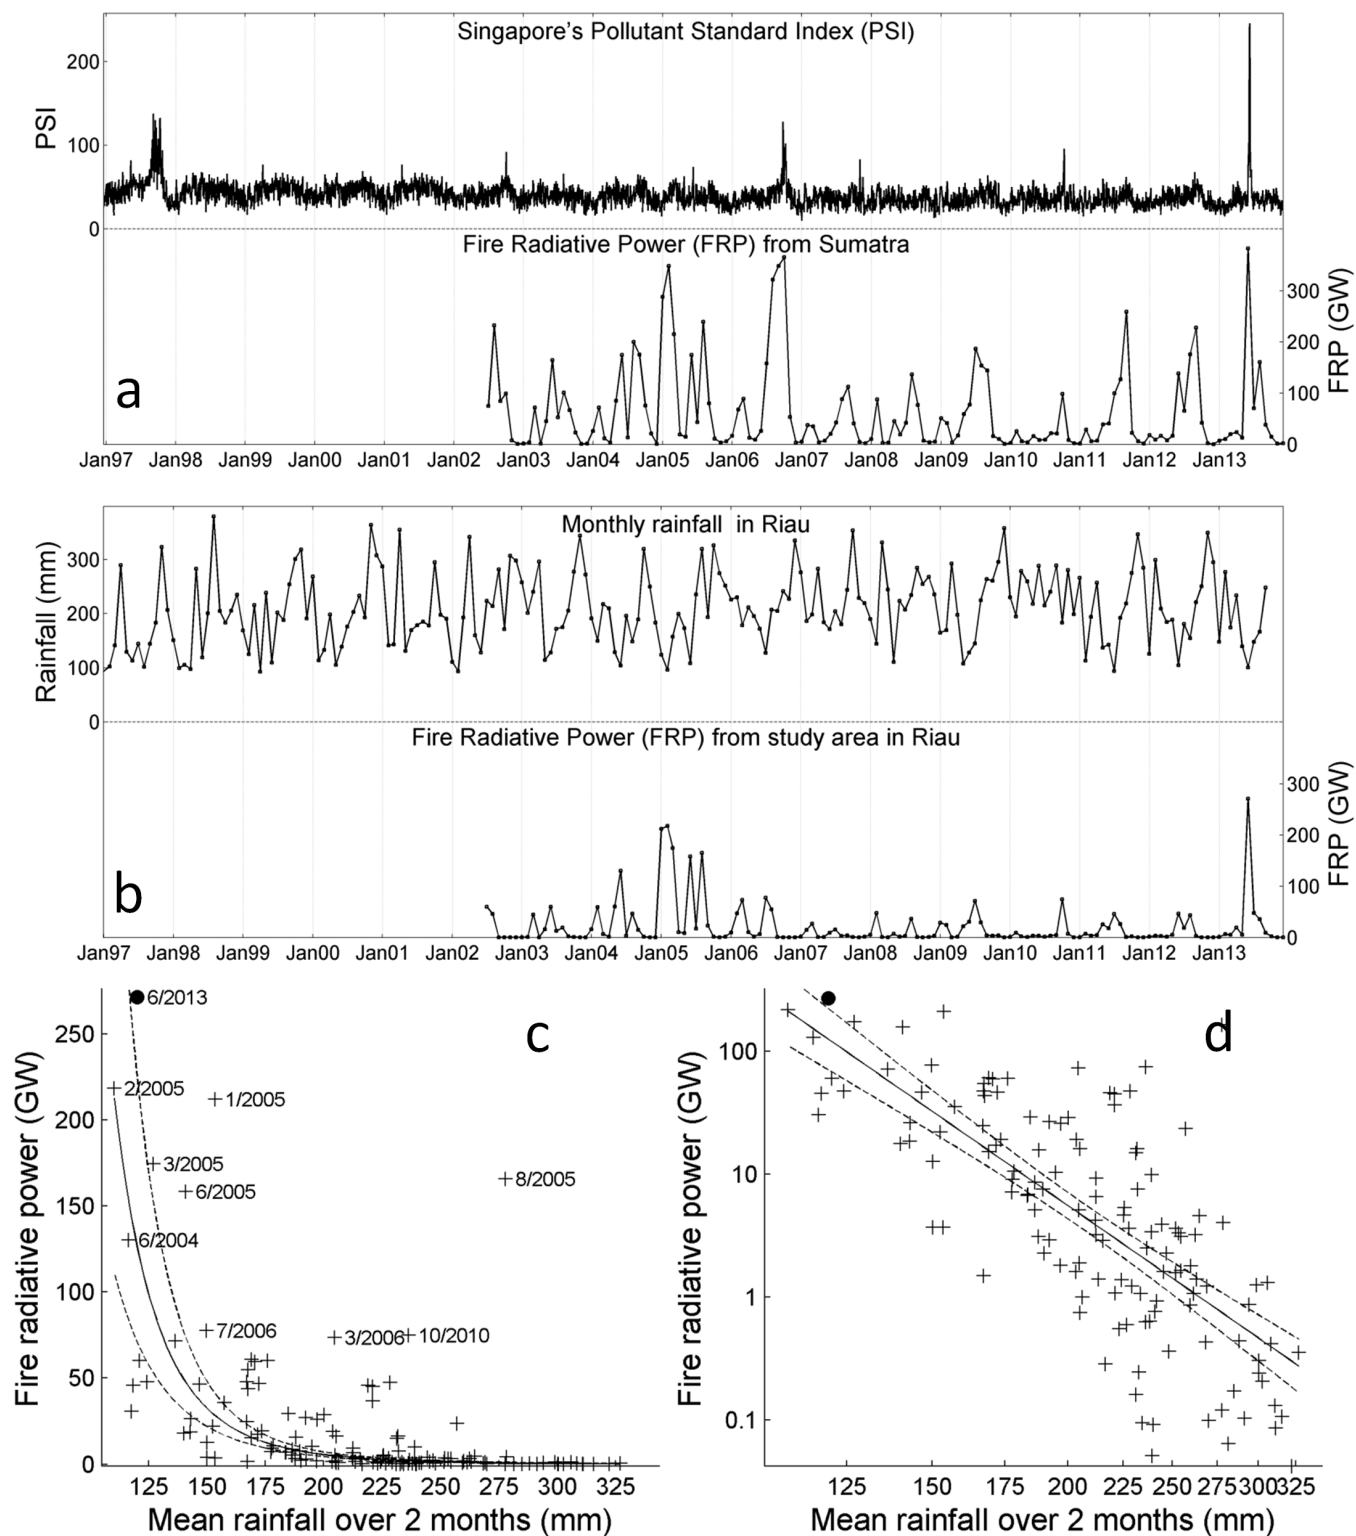 Singapore's Pollutant Standard Index (PSI)
200
PSI
100
0
Fire Radiative Power (FRP) from Sumatra
300
200
100
0
FRP (GW)
a
Jan97 Jan98 Jan99 Jan00 Jan01 Jan02 Jan03 Jan04 Jan05 Jan06 Jan07 Jan08 Jan09 Jan10 Jan11 Jan12 Jan13
Monthly rainfall in Riau
Rainfall (mm)
300
200
100
0
Fire Radiative Power (FRP) from study area in Riau
300
200
100
0
FRP (GW)
b
Jan97 Jan98 Jan99 Jan00 Jan01 Jan02 Jan03 Jan04 Jan05 Jan06 Jan07 Jan08 Jan09 Jan10 Jan11 Jan12 Jan13
c
Fire radiative power (GW)
250
200
150
100
50
0
6/2013
2/2005
1/2005
3/2005
6/2005
8/2005
6/2004
7/2006
3/2006
10/2010
125 150 175 200 225 250 275 300 325
Mean rainfall over 2 months (mm)
d
Fire radiative power (GW)
100
10
1
0.1
125 150 175 200 225 250 275 300 325
Mean rainfall over 2 months (mm)